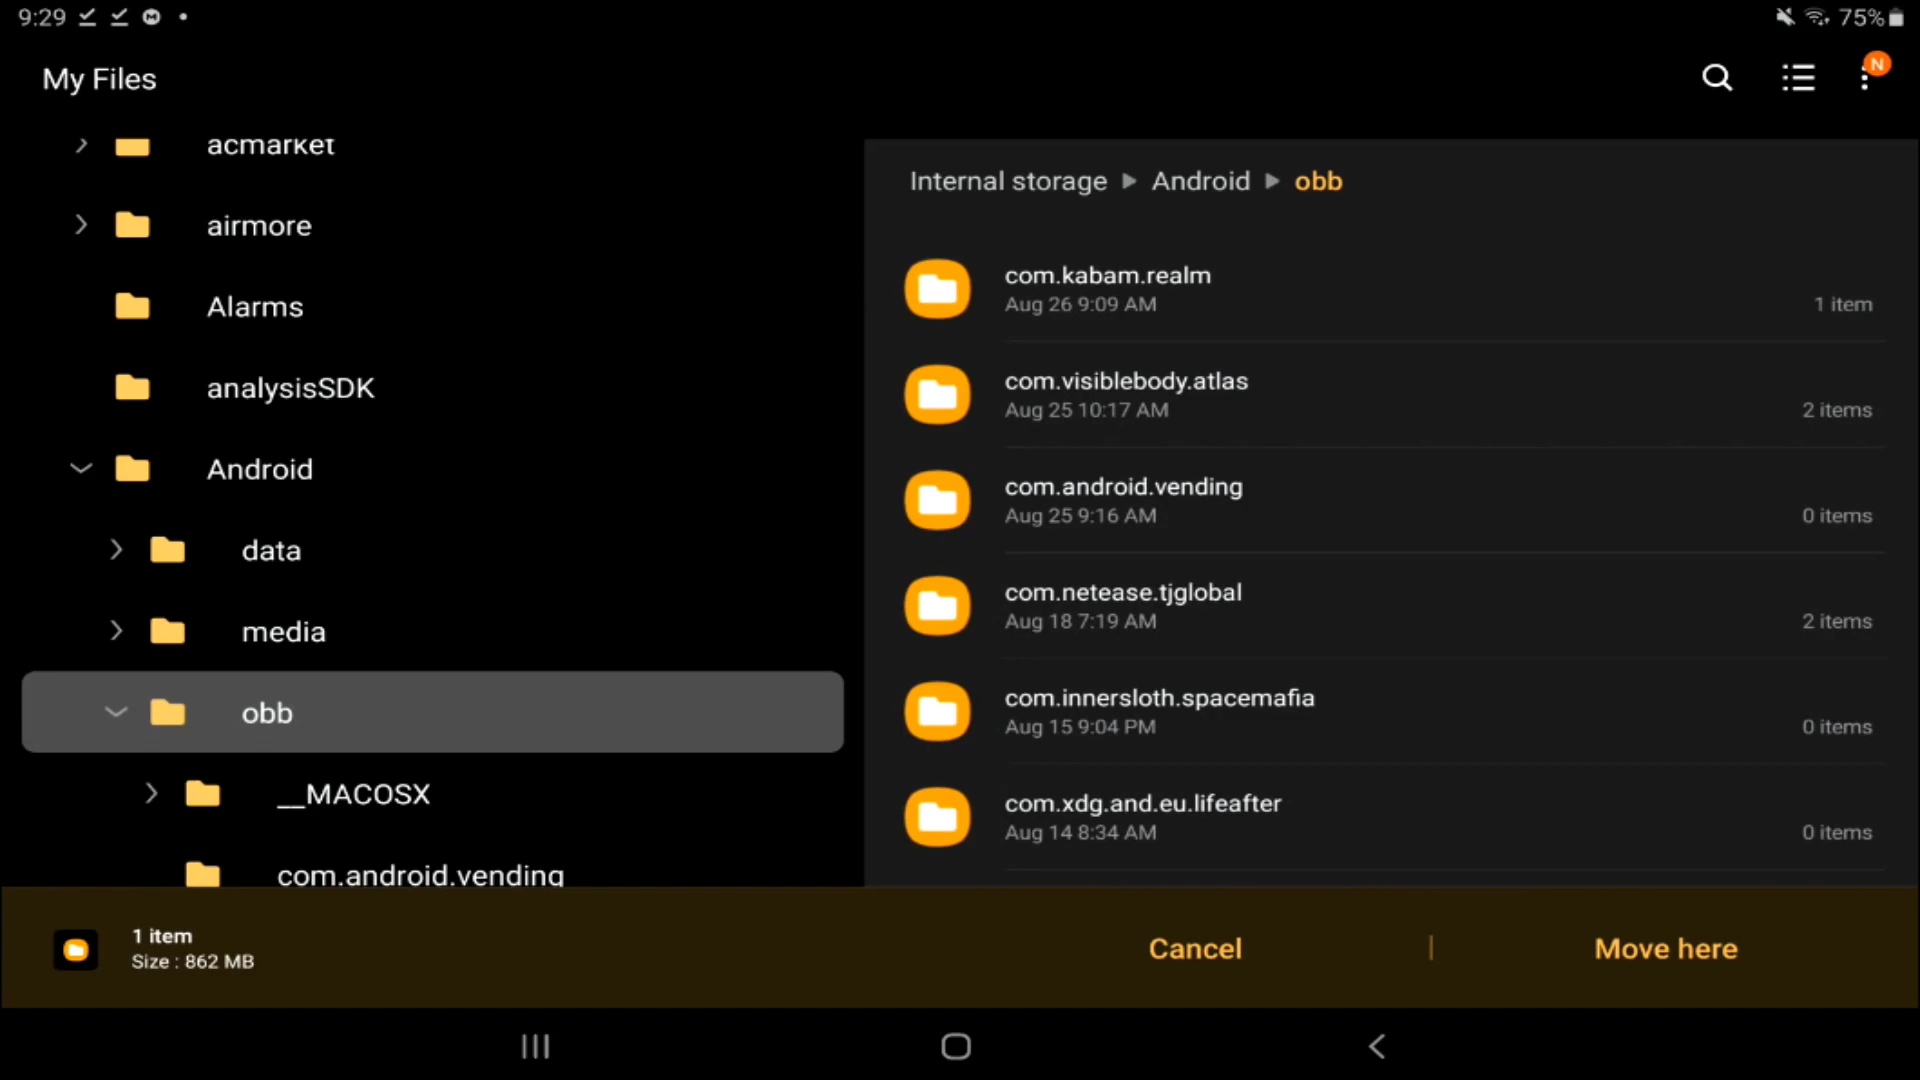 9:29
75%
My Files
N
acmarket
airmore
Alarms
analysisSDK
Android
data
media
obb
__MACOSX
com.android.vending
Internal storage ▶ Android ▶ obb
com.kabam.realm
Aug 26 9:09 AM
1 item
com.visiblebody.atlas
Aug 25 10:17 AM
2 items
com.android.vending
Aug 25 9:16 AM
0 items
com.netease.tjglobal
Aug 18 7:19 AM
2 items
com.innersloth.spacemafia
Aug 15 9:04 PM
0 items
com.xdg.and.eu.lifeafter
Aug 14 8:34 AM
0 items
1 item
Size : 862 MB
Cancel
Move here